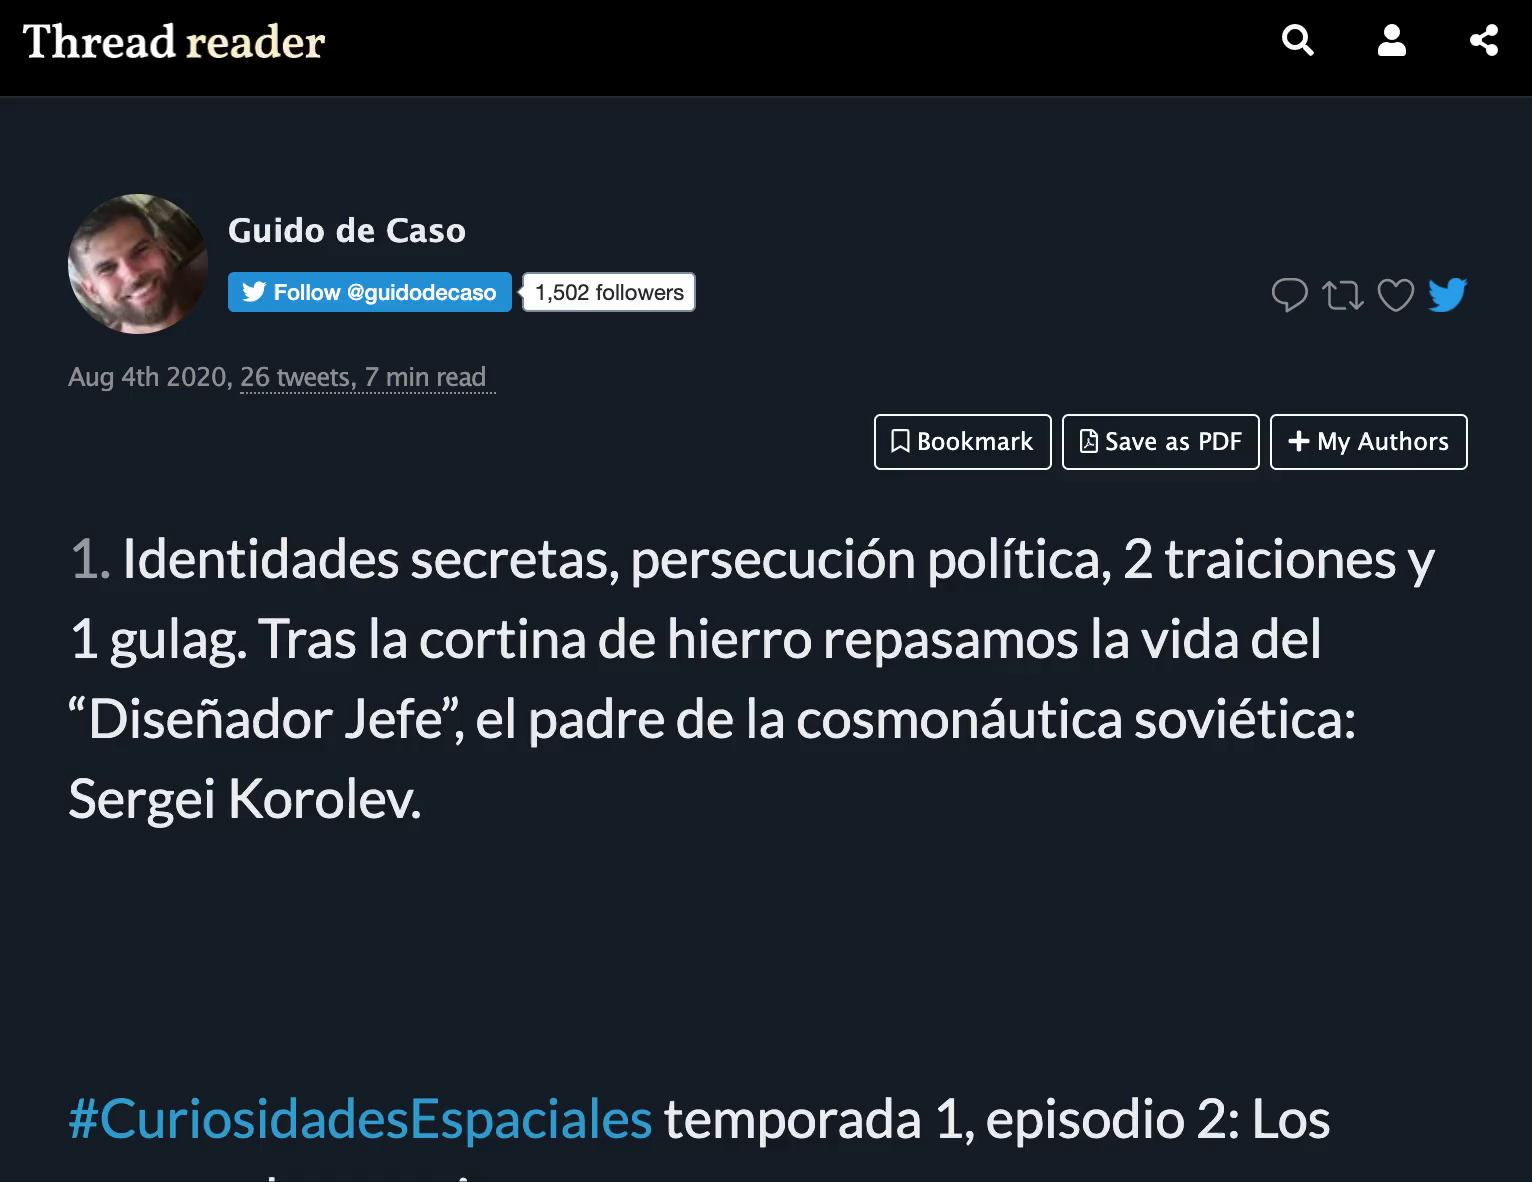 Thread reader
Guido de Caso
Follow @guidodecaso
1,502 followers
Aug 4th 2020, 26 tweets, 7 min read
Bookmark
Save as PDF
My Authors
1. Identidades secretas, persecución política, 2 traiciones y
1 gulag. Tras la cortina de hierro repasamos la vida del
“Diseñador Jefe”, el padre de la cosmonáutica soviética:
Sergei Korolev.
#CuriosidadesEspaciales temporada 1, episodio 2: Los